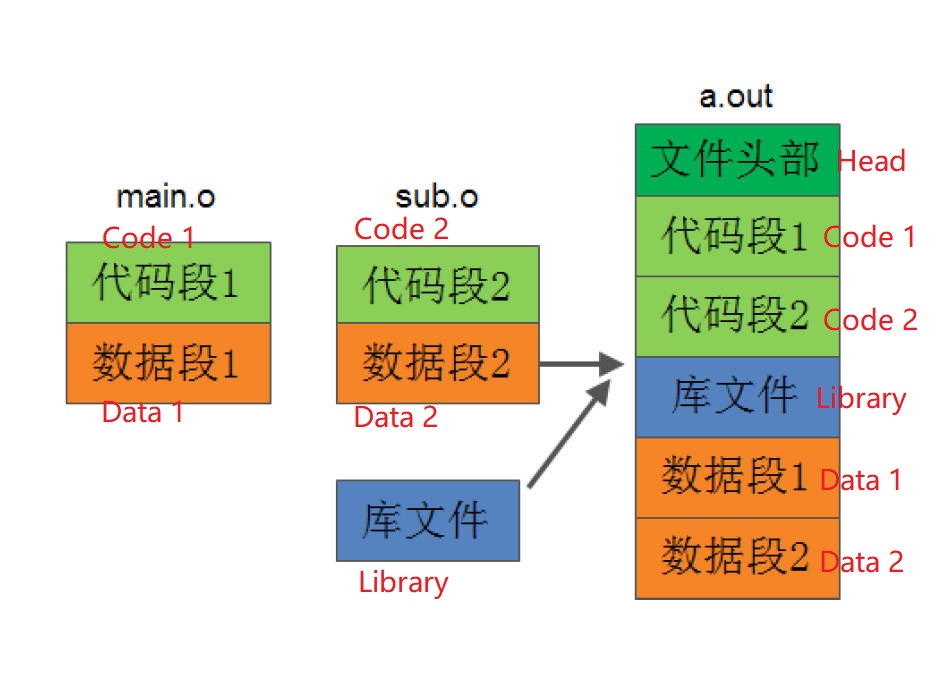 main.o
Code 1
代码段1
数据段1
Data 1
sub.o
Code 2
代码段2
数据段2
Data 2
库文件
Library
a.out
文件头部 Head
代码段1 Code 1
代码段2 Code 2
库文件 Library
数据段1 Data 1
数据段2 Data 2